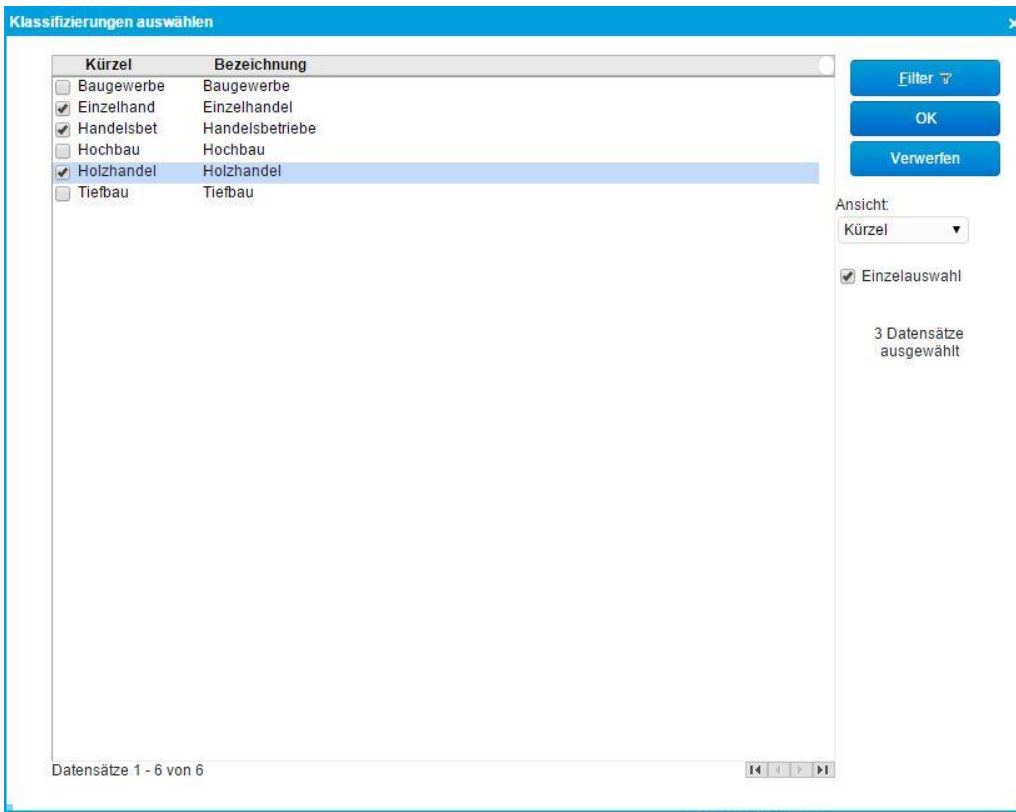 Klassifizierungen auswählen
Kürzel Bezeichnung
Baugewerbe Baugewerbe
Einzelhand Einzelhandel
Handelsbet Handelsbetriebe
Hochbau Hochbau
Holzhandel Holzhandel
Tiefbau Tiefbau
Datensätze 1 - 6 von 6
Filter
OK
Verwerfen
Ansicht:
Kürzel
Einzelauswahl
3 Datensätze
ausgewählt